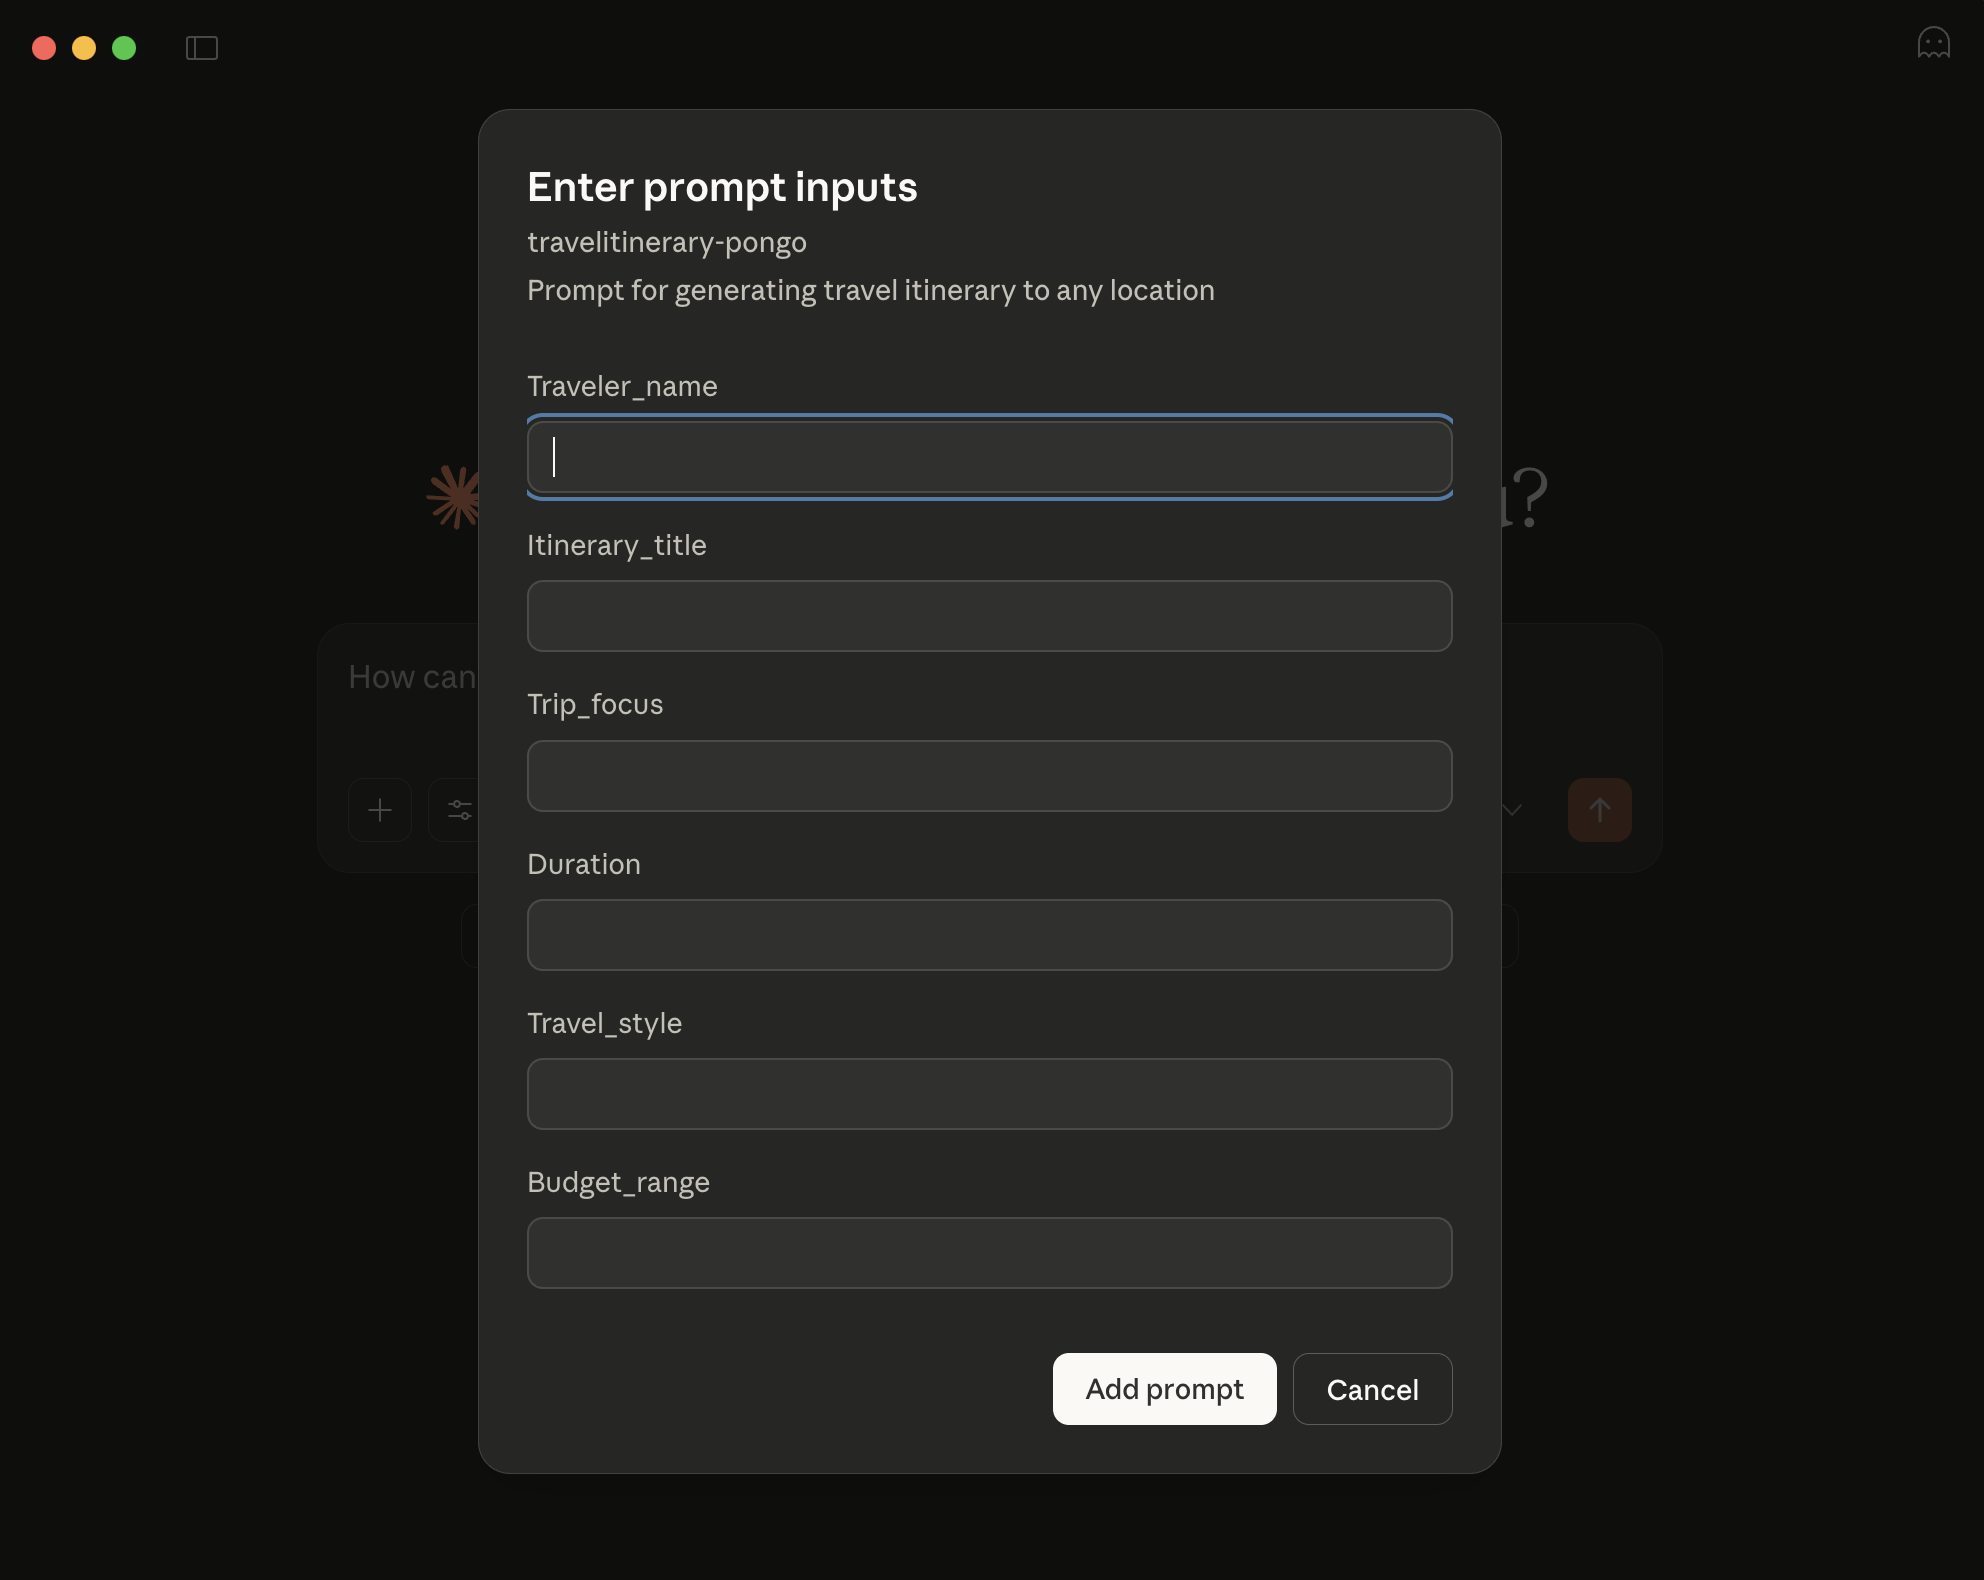 Enter prompt inputs
travelitinerary-pongo
Prompt for generating travel itinerary to any location
Traveler_name
Itinerary_title
?
Trip_focus
How can
Duration
Travel_style
Budget_range
Add prompt
Cancel